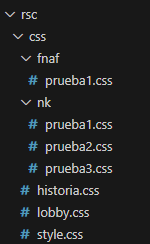 rsc
css
fnaf
# prueba1.css
nk
# prueba1.css
# prueba2.css
# prueba3.css
# historia.css
# lobby.css
# style.css